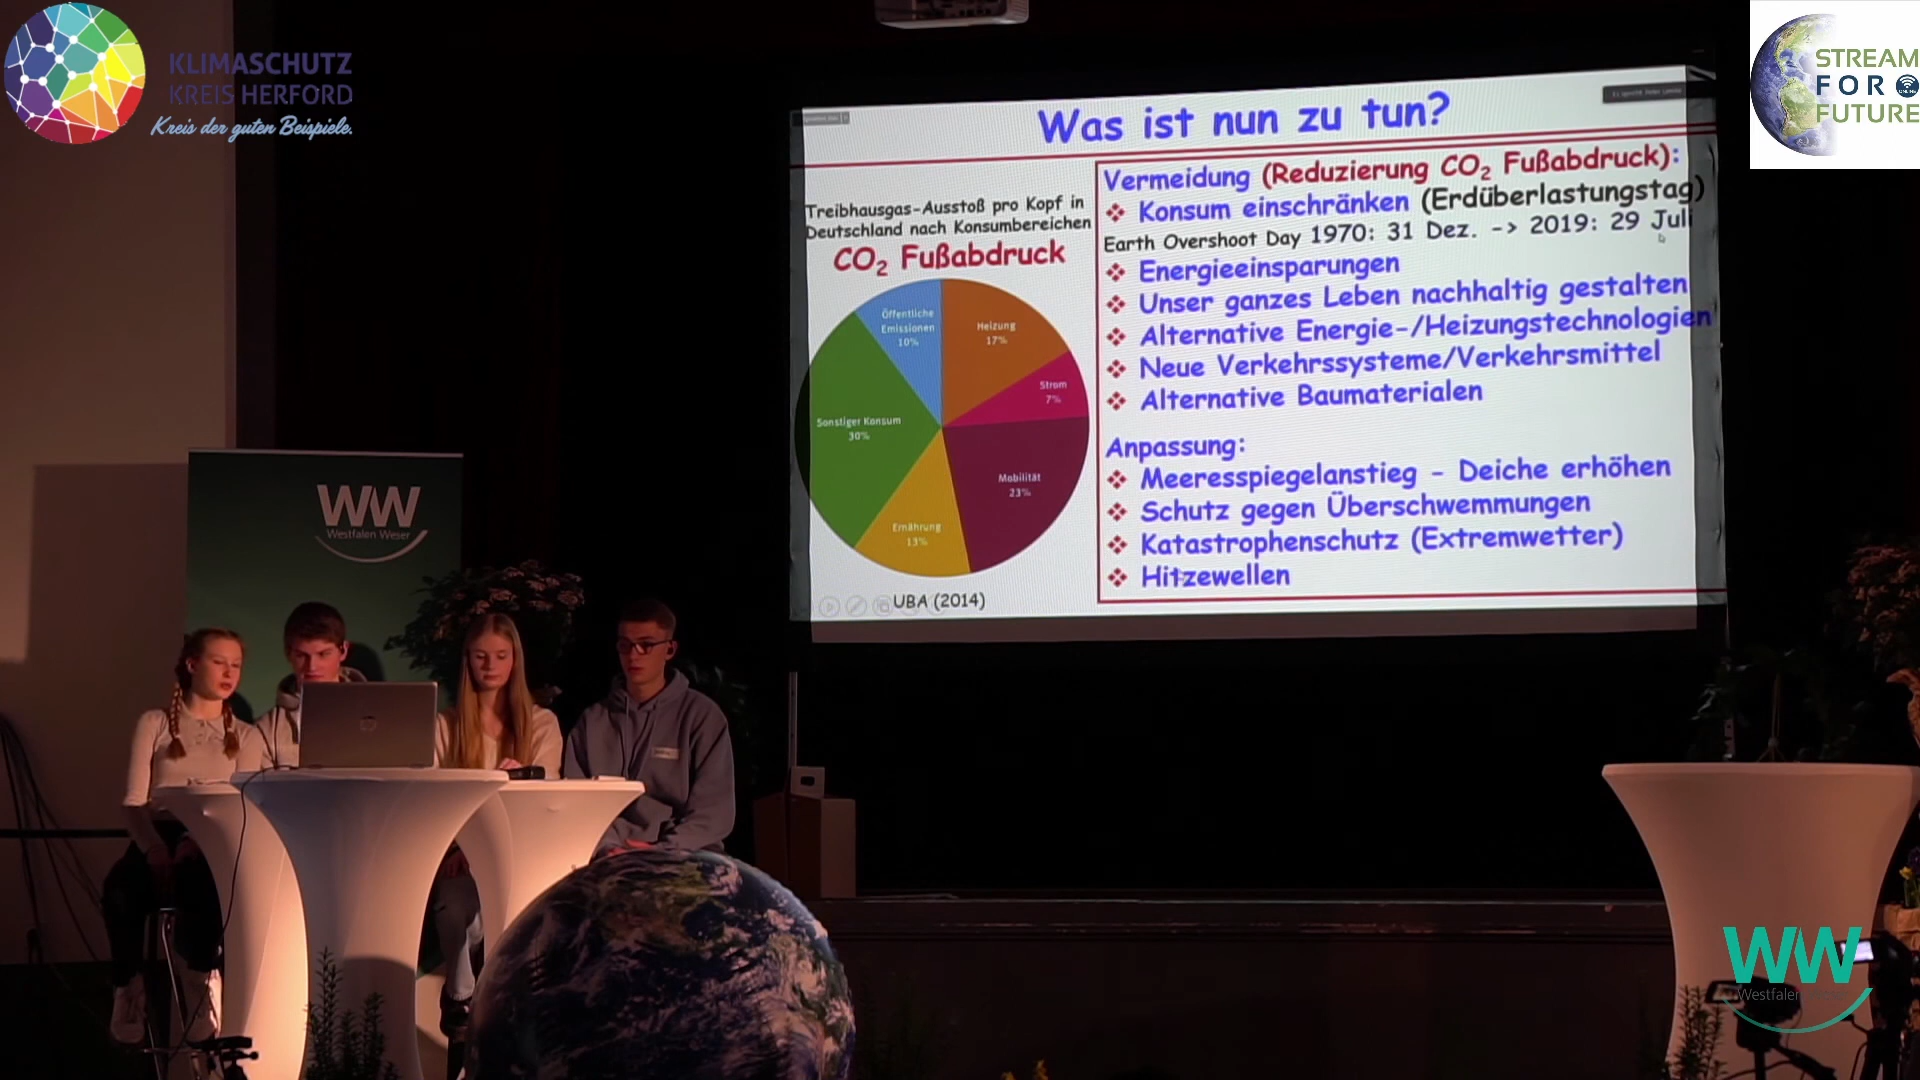 KLIMASCHUTZ
KREIS HERFORD
Kreis der guten Beispiele.
STREAM
FOR
FUTURE
Was ist nun zu tun?
Treibhausgas-Ausstoß pro Kopf in
Deutschland nach Konsumbereichen
CO₂ Fußabdruck
Öffentliche
Emissionen
10%
Heizung
17%
Strom
7%
Sonstiger Konsum
30%
Mobilität
23%
Ernährung
13%
UBA (2014)
Vermeidung (Reduzierung CO₂ Fußabdruck):
❖ Konsum einschränken (Erdüberlastungstag)
Earth Overshoot Day 1970: 31 Dez. -> 2019: 29 Juli
❖ Energieeinsparungen
❖ Unser ganzes Leben nachhaltig gestalten
❖ Alternative Energie-/Heizungstechnologien
❖ Neue Verkehrssysteme/Verkehrsmittel
❖ Alternative Baumaterialen
Anpassung:
❖ Meeresspiegelanstieg - Deiche erhöhen
❖ Schutz gegen Überschwemmungen
❖ Katastrophenschutz (Extremwetter)
❖ Hitzewellen
WW
Westfalen Weser
hp
WW
Westfalen